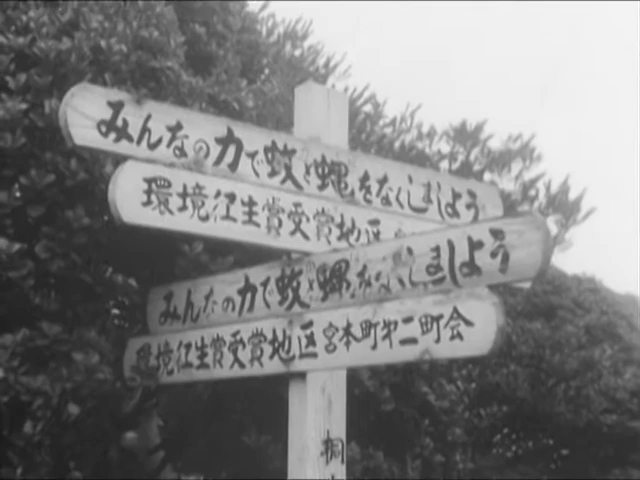 みんなの力で蚊と蠅をなくしましよう
環境衛生賞受賞地区
みんなの力で蚊と蠅をなくしましよう
環境衛生賞受賞地区宮本町第二町会
桐